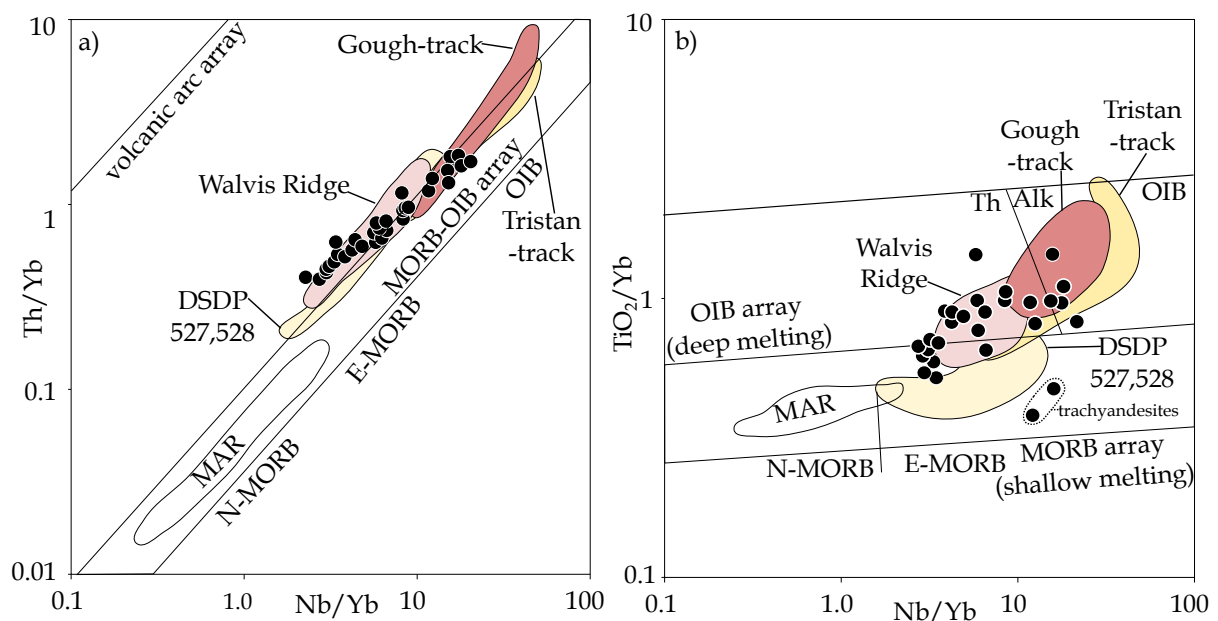 a)
10
1
0.1
0.01
Th/Yb
0.1
1.0
10
100
Nb/Yb
volcanic arc array
Gough-track
Walvis Ridge
MORB-OIB array
OIB
Tristan
-track
DSDP
527,528
E-MORB
MAR
N-MORB
b)
10
1
0.1
TiO₂/Yb
0.1
1.0
10
100
Nb/Yb
Tristan
-track
Gough
-track
Th
Alk
OIB
Walvis
Ridge
OIB array
(deep melting)
DSDP
527,528
MAR
trachyandesites
N-MORB
E-MORB
MORB array
(shallow melting)